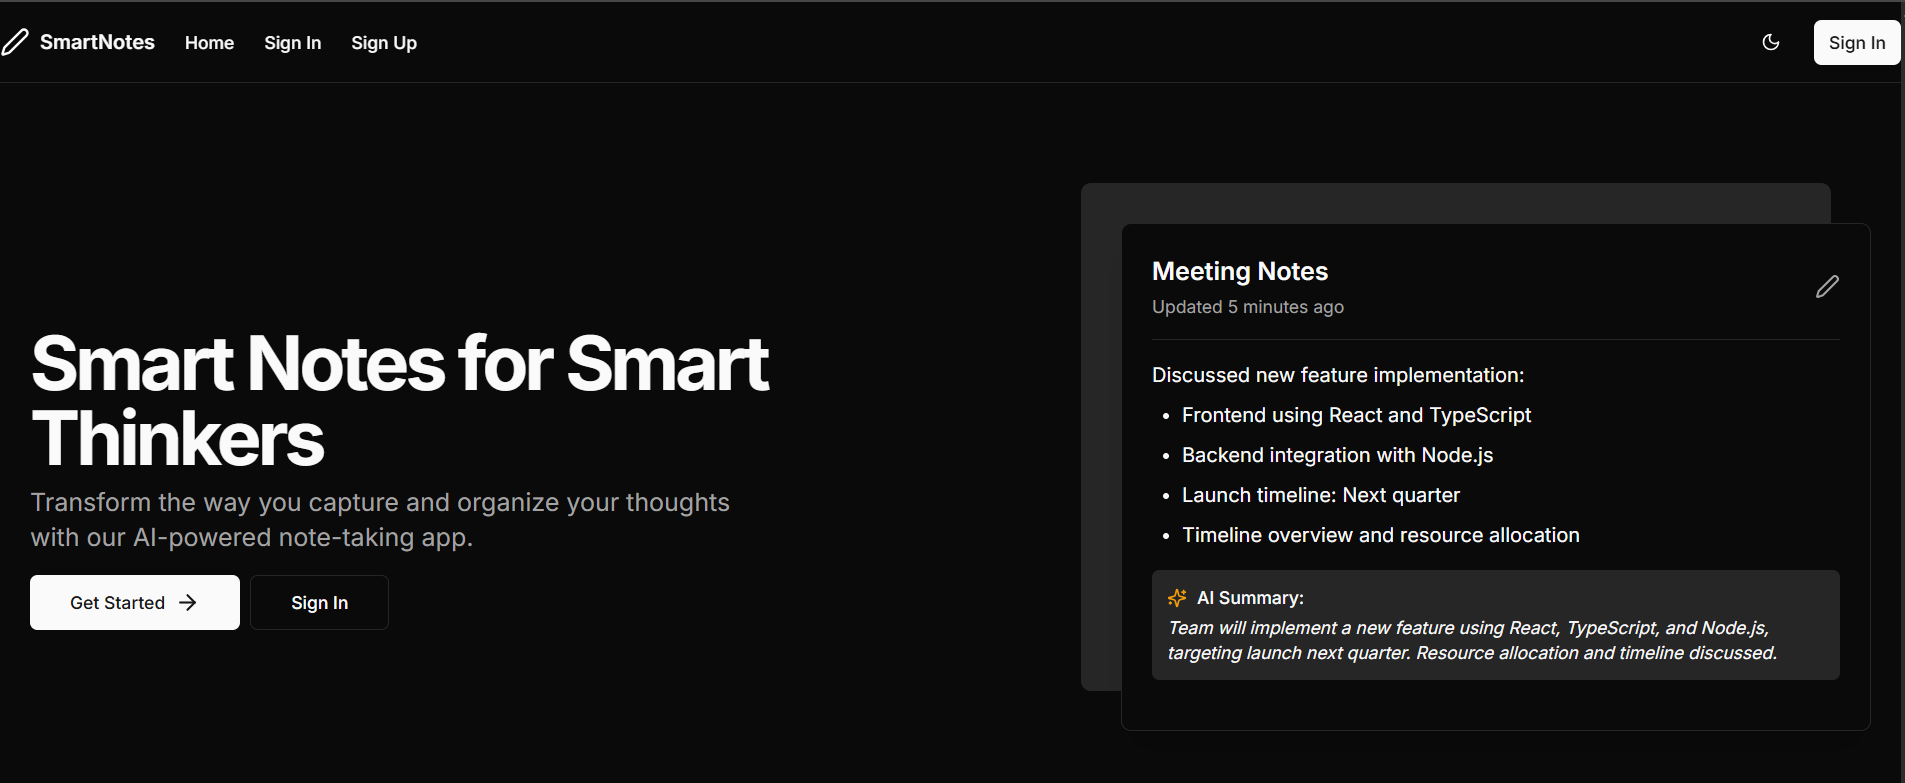 SmartNotes Home Sign In Sign Up Sign In
Smart Notes for Smart
Thinkers
Transform the way you capture and organize your thoughts
with our AI-powered note-taking app.
Get Started Sign In
Meeting Notes
Updated 5 minutes ago
Discussed new feature implementation:
• Frontend using React and TypeScript
• Backend integration with Node.js
• Launch timeline: Next quarter
• Timeline overview and resource allocation
AI Summary:
Team will implement a new feature using React, TypeScript, and Node.js,
targeting launch next quarter. Resource allocation and timeline discussed.